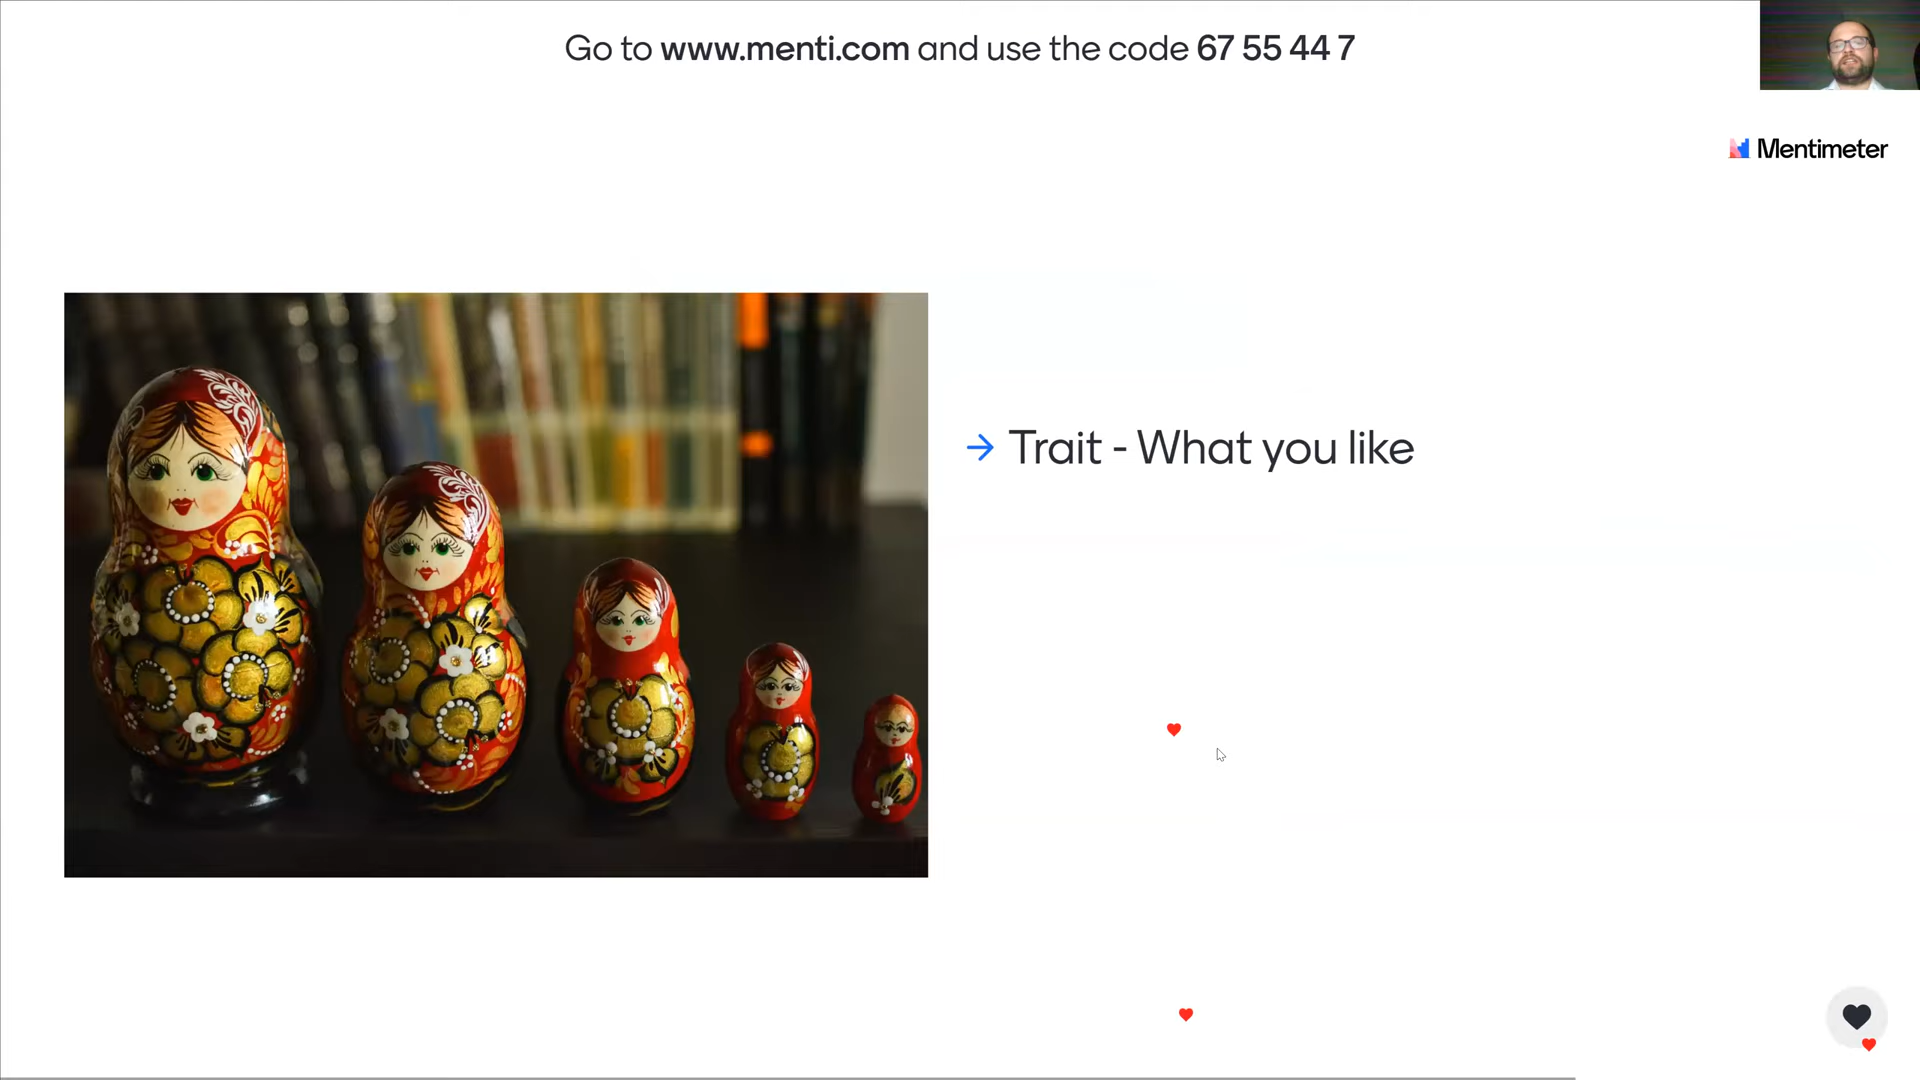 Go to www.menti.com and use the code 67 55 44 7
Mentimeter
Trait - What you like